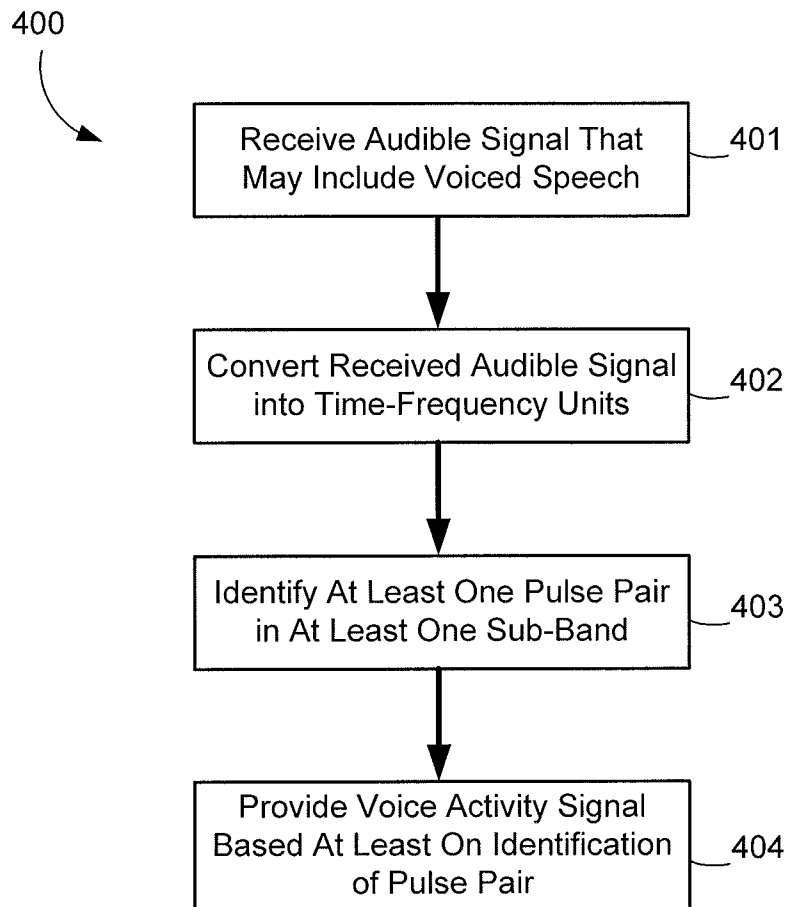 400
Receive Audible Signal That
May Include Voiced Speech
401
Convert Received Audible Signal
into Time-Frequency Units
402
Identify At Least One Pulse Pair
in At Least One Sub-Band
403
Provide Voice Activity Signal
Based At Least On Identification
of Pulse Pair
404